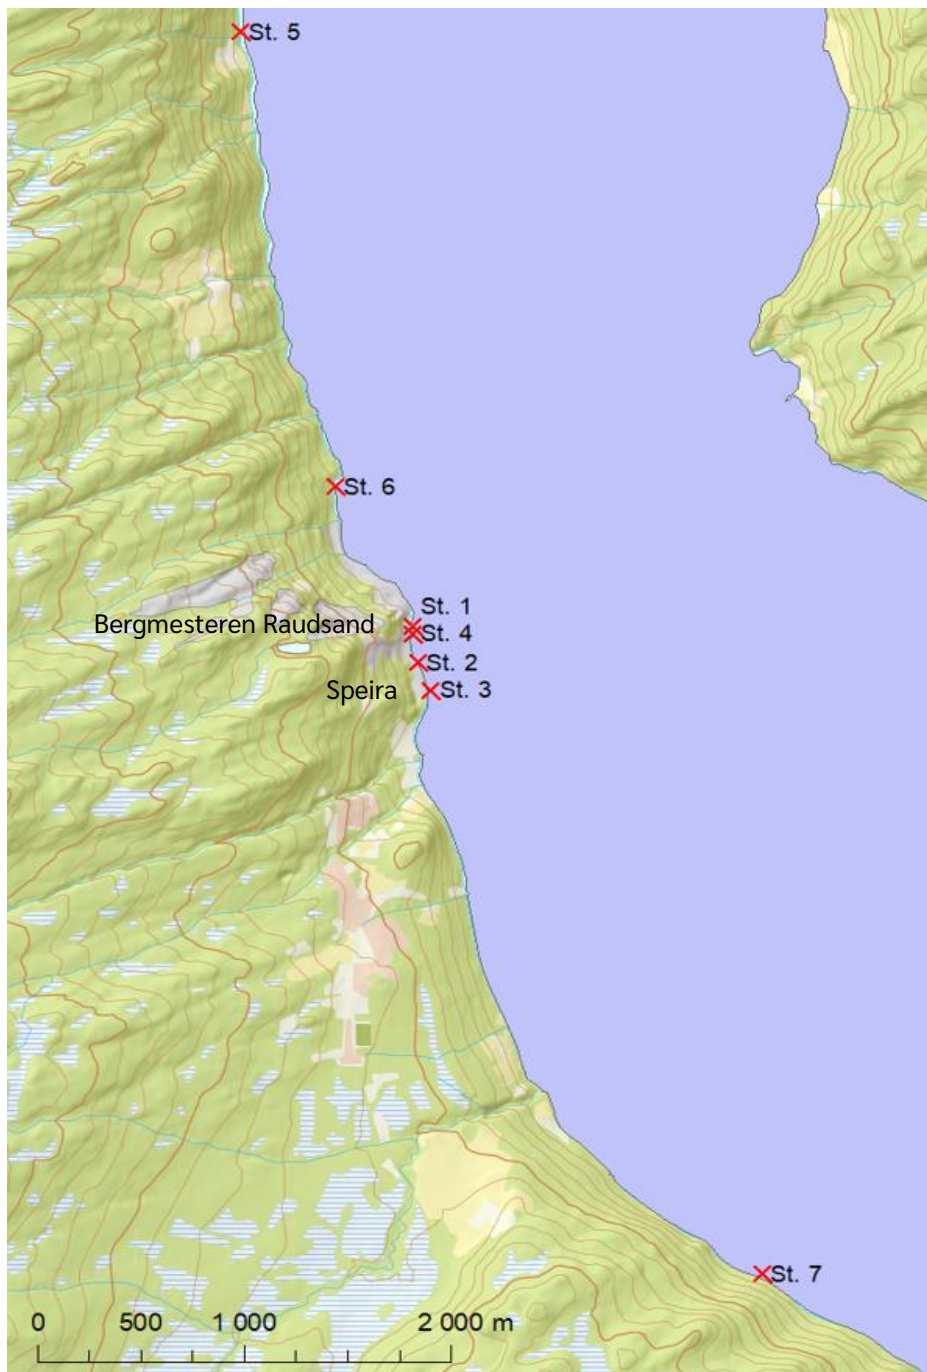 St. 5
St. 6
St. 1
Bergmesteren Raudsand
St. 4
St. 2
Speira
St. 3
St. 7
0 500 1 000 2 000 m